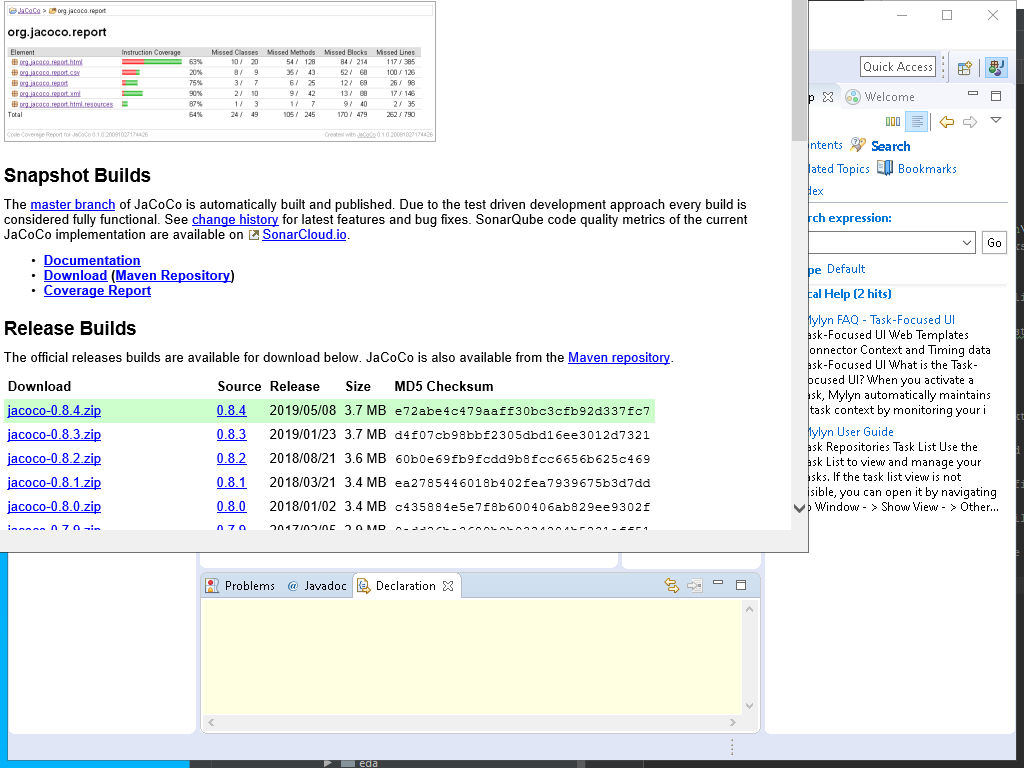 JaCoCo > org.jacoco.report
org.jacoco.report
Element Instruction Coverage Missed Classes Missed Methods Missed Blocks Missed Lines
org.jacoco.report.html 63% 10 / 20 54 / 128 84 / 214 117 / 385
org.jacoco.report.csv 20% 8 / 9 35 / 43 52 / 68 100 / 126
org.jacoco.report 75% 3 / 7 6 / 25 12 / 69 26 / 98
org.jacoco.report.xml 90% 2 / 10 9 / 42 13 / 88 17 / 146
org.jacoco.report.html.resources 87% 1 / 3 1 / 7 9 / 40 2 / 35
Total 64% 24 / 49 105 / 245 170 / 479 262 / 790
Code Coverage Report for JaCoCo 0.1.0.20091027174426 Created with JaCoCo 0.1.0.20091027174426
Snapshot Builds
The master branch of JaCoCo is automatically built and published. Due to the test driven development approach every build is
considered fully functional. See change history for latest features and bug fixes. SonarQube code quality metrics of the current
JaCoCo implementation are available on SonarCloud.io.
• Documentation
• Download (Maven Repository)
• Coverage Report
Release Builds
The official releases builds are available for download below. JaCoCo is also available from the Maven repository.
Download Source Release Size MD5 Checksum
jacoco-0.8.4.zip 0.8.4 2019/05/08 3.7 MB e72abe4c479aaff30bc3cfb92d337fc7
jacoco-0.8.3.zip 0.8.3 2019/01/23 3.7 MB d4f07cb98bbf2305dbd16ee3012d7321
jacoco-0.8.2.zip 0.8.2 2018/08/21 3.6 MB 60b0e69fb9fcdd9b8fcc6656b625c469
jacoco-0.8.1.zip 0.8.1 2018/03/21 3.4 MB ea2785446018b402fea7939675b3d7dd
jacoco-0.8.0.zip 0.8.0 2018/01/02 3.4 MB c435884e5e7f8b600406ab829ee9302f
jacoco-0.7.9.zip 0.7.9 2017/02/05
Quick Access
p Welcome
ntents Search
lated Topics Bookmarks
dex
rch expression:
Go
pe Default
cal Help (2 hits)
Mylyn FAQ - Task-Focused UI
ask-Focused UI Web Templates
onnector Context and Timing data
ask-Focused UI What is the Task-
ocused UI? When you activate a
ask, Mylyn automatically maintains
task context by monitoring your i
Mylyn User Guide
ask Repositories Task List Use the
ask List to view and manage your
asks. If the task list view is not
isible, you can open it by navigating
o Window - > Show View - > Other...
Problems @ Javadoc Declaration
eda